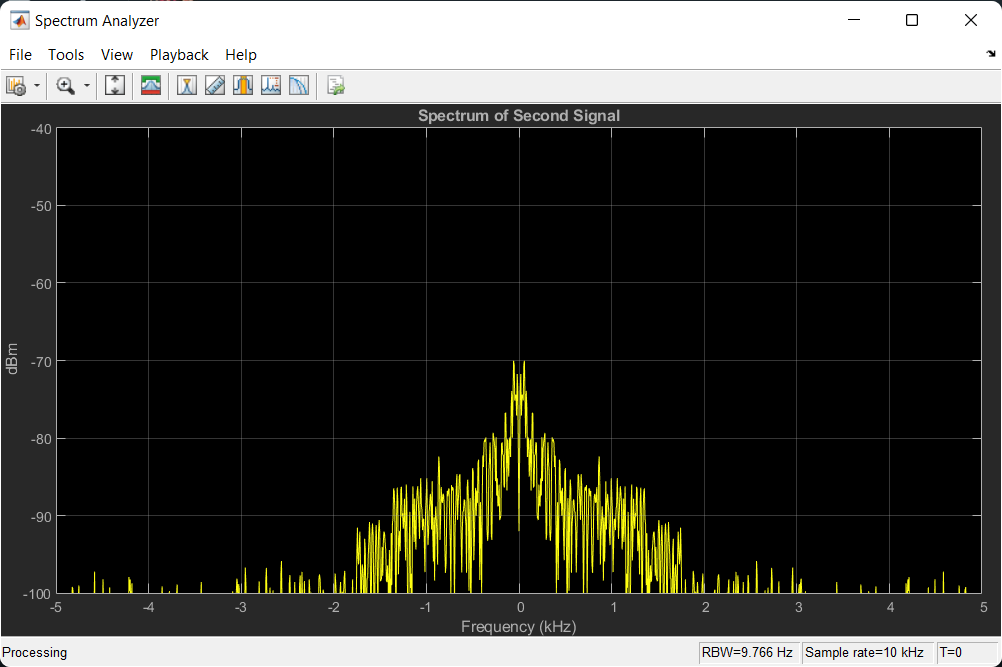 Spectrum Analyzer
File Tools View Playback Help
Spectrum of Second Signal
-40
-50
-60
-70
-80
-90
-100
dBm
-5 -4 -3 -2 -1 0 1 2 3 4 5
Frequency (kHz)
Processing RBW=9.766 Hz Sample rate=10 kHz T=0